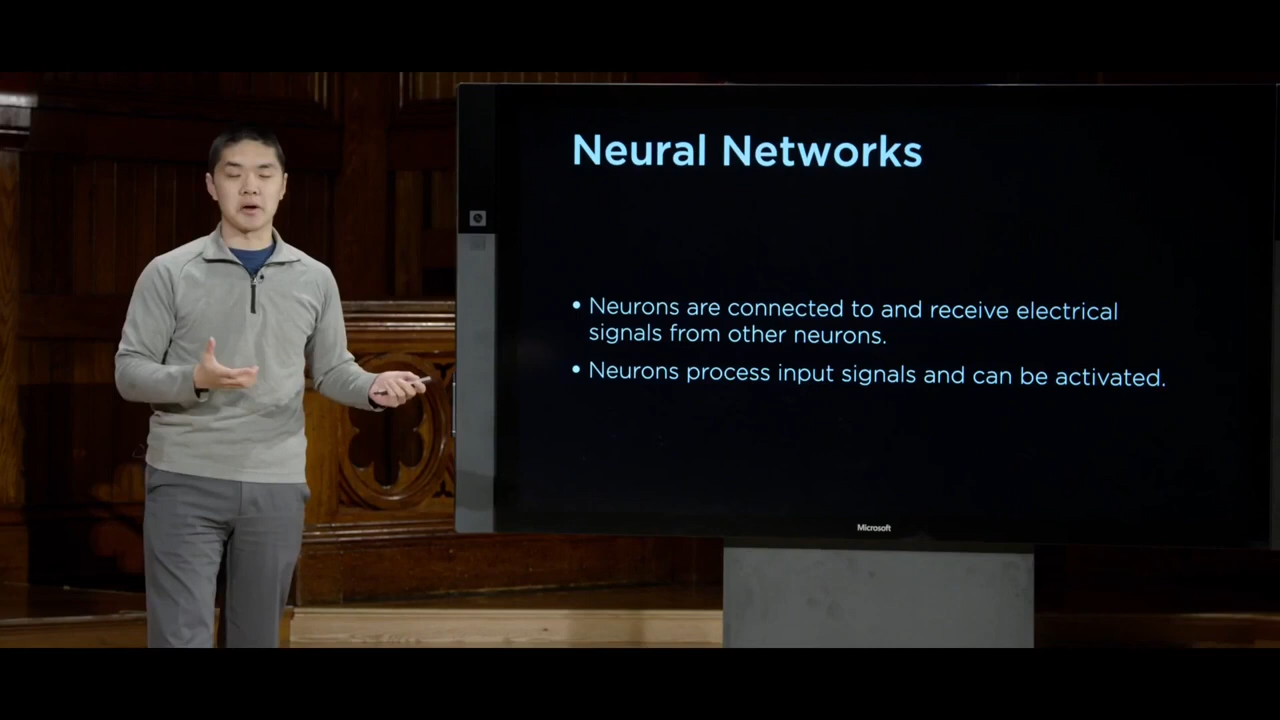 Neural Networks
• Neurons are connected to and receive electrical
signals from other neurons.
• Neurons process input signals and can be activated.
Microsoft